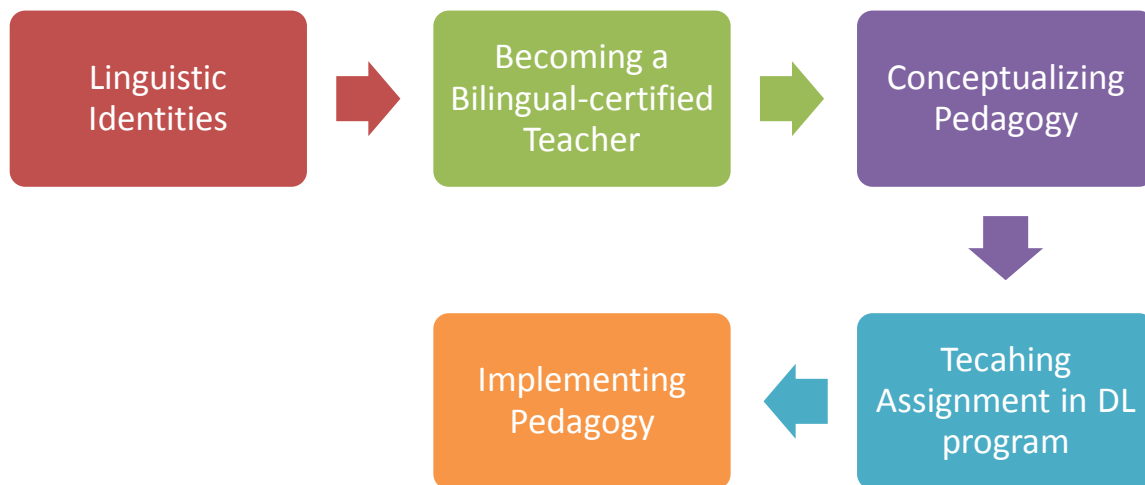 Linguistic
Identities
Becoming a
Bilingual-certified
Teacher
Conceptualizing
Pedagogy
Tecahing
Assignment in DL
program
Implementing
Pedagogy